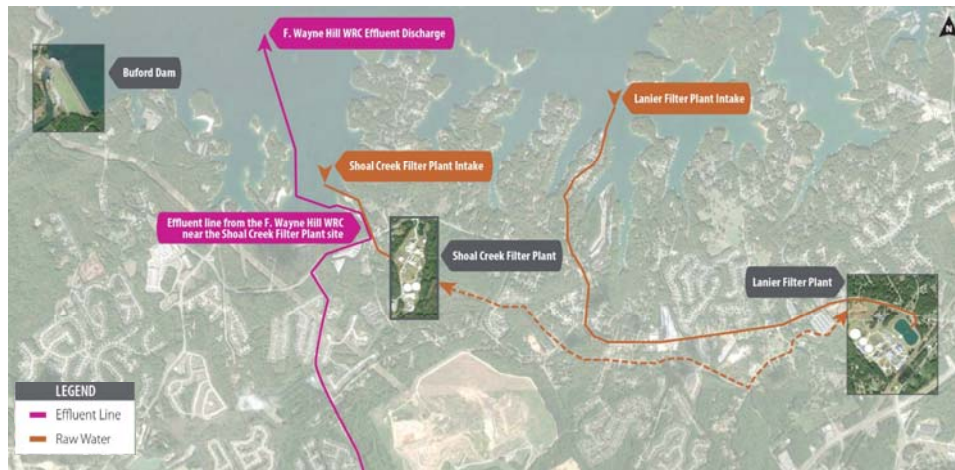 F. Wayne Hill WRC Effluent Discharge
N
Buford Dam
Lanier Filter Plant Intake
Shoal Creek Filter Plant Intake
Effluent line from the F. Wayne Hill WRC
near the Shoal Creek Filter Plant site
Shoal Creek Filter Plant
Lanier Filter Plant
LEGEND
Effluent Line
Raw Water